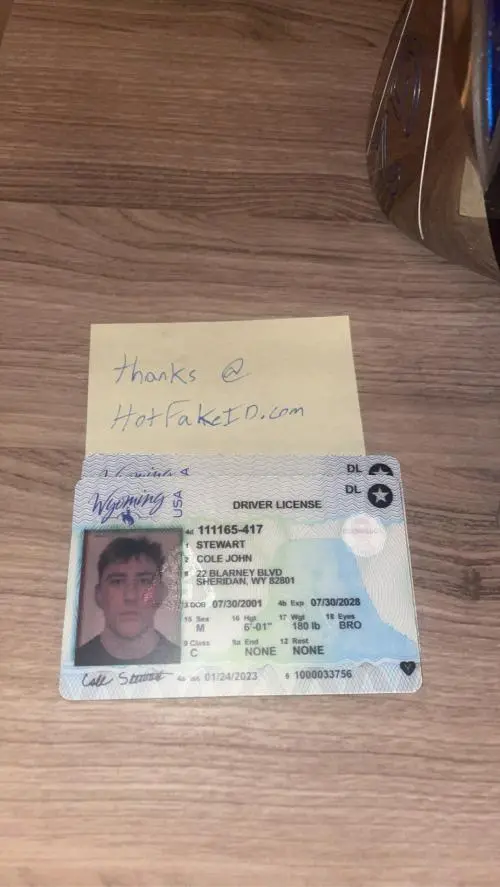 thanks @
HotFakeID.com
DL
Wyoming USA DRIVER LICENSE DL
4d 111165-417
1 STEWART
2 COLE JOHN
8 22 BLARNEY BLVD
SHERIDAN, WY 82801
3 DOB 07/30/2001 4b Exp 07/30/2028
15 Sex 16 Hgt 17 Wgt 18 Eyes
M 6'-01" 180 lb BRO
9 Class 9a End 12 Rest
C NONE NONE
Cole Stewart 4a Iss 01/24/2023 5 1000033756